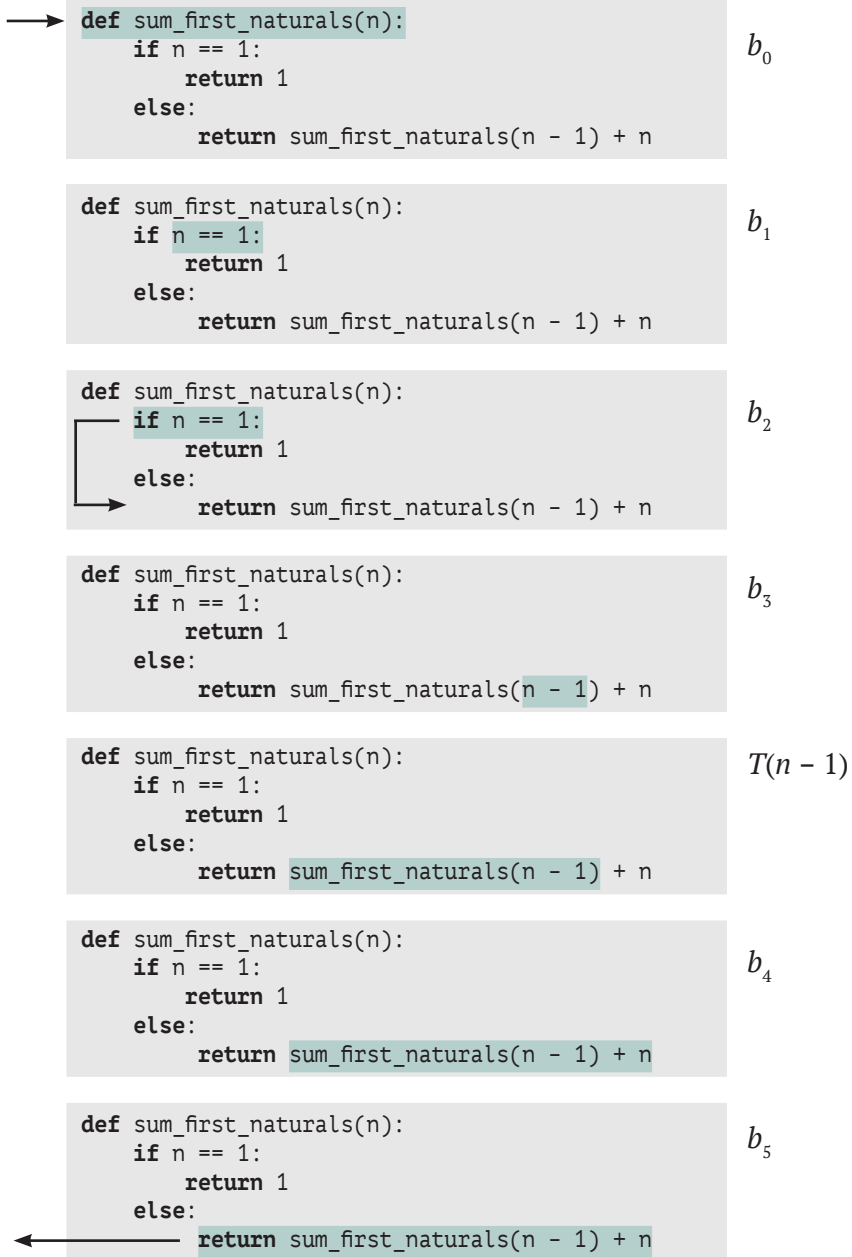 def sum_first_naturals(n):
    if n == 1:
        return 1
    else:
        return sum_first_naturals(n – 1) + n
b₀
def sum_first_naturals(n):
    if n == 1:
        return 1
    else:
        return sum_first_naturals(n – 1) + n
b₁
def sum_first_naturals(n):
    if n == 1:
        return 1
    else:
        return sum_first_naturals(n – 1) + n
b₂
def sum_first_naturals(n):
    if n == 1:
        return 1
    else:
        return sum_first_naturals(n – 1) + n
b₃
def sum_first_naturals(n):
    if n == 1:
        return 1
    else:
        return sum_first_naturals(n – 1) + n
T(n – 1)
def sum_first_naturals(n):
    if n == 1:
        return 1
    else:
        return sum_first_naturals(n – 1) + n
b₄
def sum_first_naturals(n):
    if n == 1:
        return 1
    else:
        return sum_first_naturals(n – 1) + n
b₅